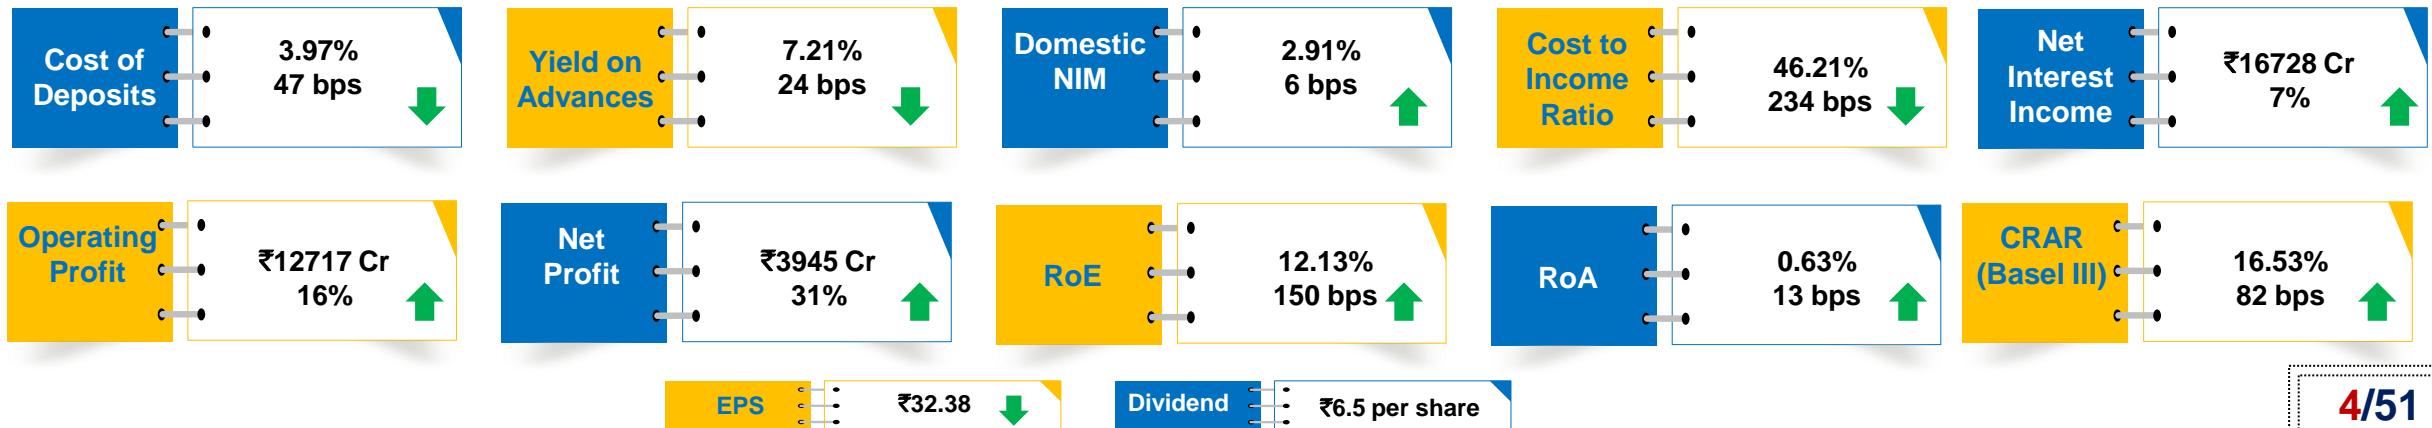 Cost of
Deposits
3.97%
47 bps
Yield on
Advances
7.21%
24 bps
Domestic
NIM
2.91%
6 bps
Cost to
Income
Ratio
46.21%
234 bps
Net
Interest
Income
₹16728 Cr
7%
Operating
Profit
₹12717 Cr
16%
Net
Profit
₹3945 Cr
31%
RoE
12.13%
150 bps
RoA
0.63%
13 bps
CRAR
(Basel III)
16.53%
82 bps
EPS
₹32.38
Dividend
₹6.5 per share
4/51